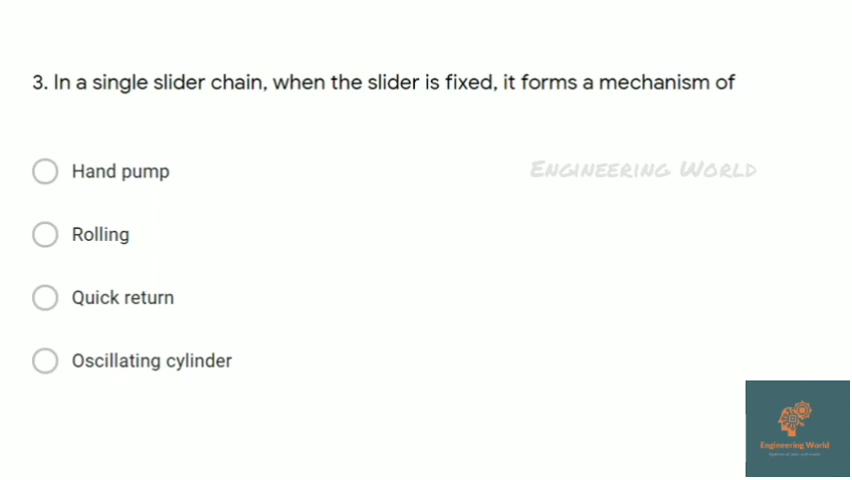 3. In a single slider chain, when the slider is fixed, it forms a mechanism of
Hand pump
ENGINEERING WORLD
Rolling
Quick return
Oscillating cylinder
Engineering World